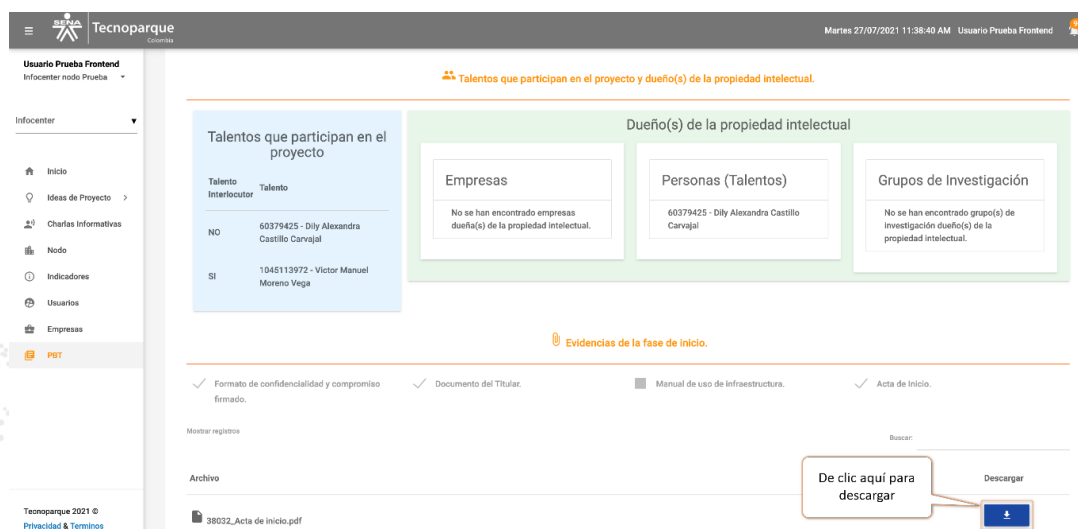 SENA
Tecnoparque
Colombia
Martes 27/07/2021 11:38:40 AM Usuario Prueba Frontend
Usuario Prueba Frontend
Infocenter nodo Prueba
Infocenter
Inicio
Ideas de Proyecto
Charlas Informativas
Nodo
Indicadores
Usuarios
Empresas
PBT
Tecnoparque 2021 ©
Privacidad & Terminos
Talentos que participan en el proyecto y dueño(s) de la propiedad intelectual.
Talentos que participan en el
proyecto
Talento
Interlocutor
Talento
NO
60379425 - Dily Alexandra
Castillo Carvajal
SI
1045113972 - Victor Manuel
Moreno Vega
Dueño(s) de la propiedad intelectual
Empresas
No se han encontrado empresas
dueña(s) de la propiedad intelectual.
Personas (Talentos)
60379425 - Dily Alexandra Castillo
Carvajal
Grupos de Investigación
No se han encontrado grupo(s) de
Investigación dueño(s) de la
propiedad intelectual.
Evidencias de la fase de inicio.
Formato de confidencialidad y compromiso
firmado.
Documento del Titular.
Manual de uso de infraestructura.
Acta de Inicio.
Mostrar registros
Buscar:
Archivo
Descargar
De clic aquí para
descargar
38032_Acta de inicio.pdf